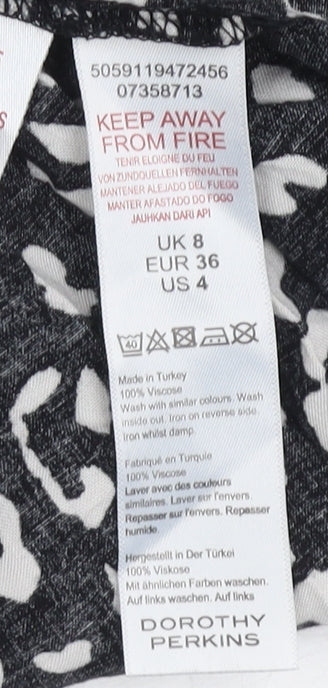 5059119472456
07358713
KEEP AWAY
FROM FIRE
TENIR ELOIGNE DU FEU
VON ZUNDQUELLEN FERNHALTEN
MANTENER ALEJADO DEL FUEGO
MANTER AFASTADO DO FOGO
JAUHKAN DARI API
UK 8
EUR 36
US 4
40
Made in Turkey
100% Viscose
Wash with similar colours. Wash
inside out. Iron on reverse side.
Iron whilst damp.
Fabriqué en Turquie
100% Viscose
Laver avec des couleurs
similaires. Laver sur l'envers.
Repasser sur l'envers. Repasser
humide.
Hergestellt in Der Türkei
100% Viskose
Mit ähnlichen Farben waschen.
Auf links waschen. Auf links
DOROTHY
PERKINS